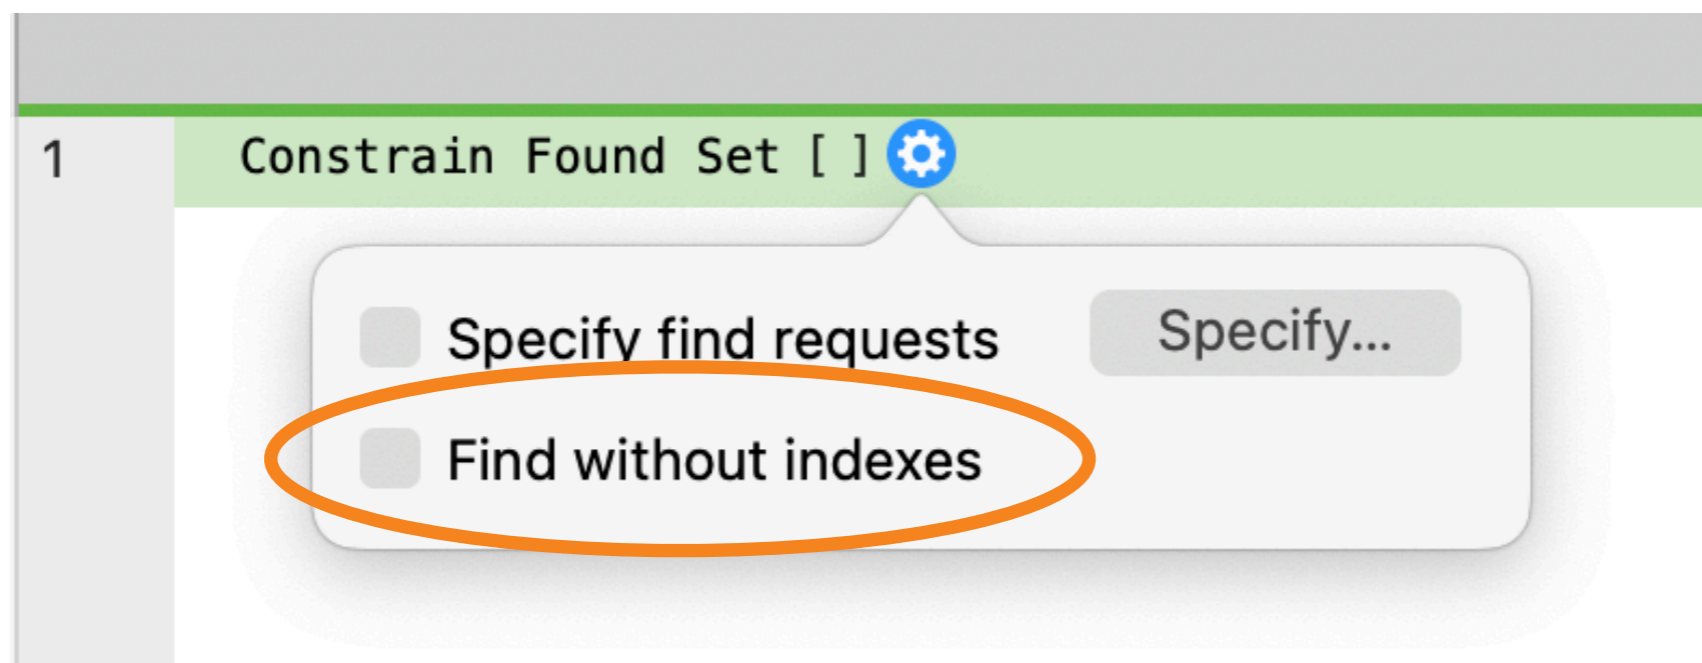 1 Constrain Found Set [ ]
Specify find requests Specify...
Find without indexes